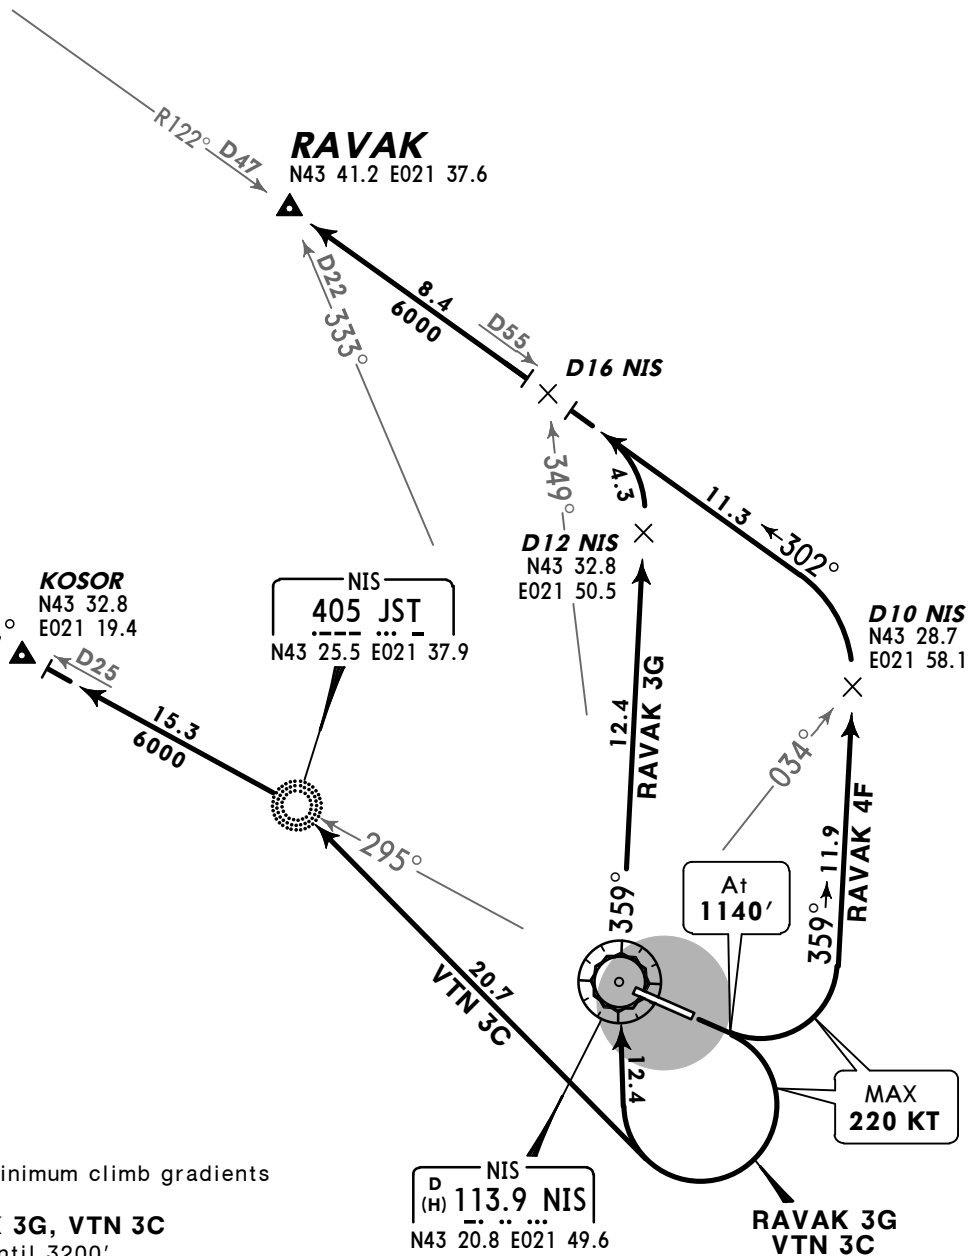 R122° D47
RAVAK
N43 41.2 E021 37.6
D22 333°
8.4
6000
D55
D16 NIS
349°
4.3
11.3
302°
D12 NIS
N43 32.8
E021 50.5
KOSOR
N43 32.8
E021 19.4
D25
NIS
405 JST
N43 25.5 E021 37.9
D10 NIS
N43 28.7
E021 58.1
15.3
6000
12.4
RAVAK 3G
034°
295°
359°
At
1140'
359°
11.9
RAVAK 4F
20.7
VTN 3C
12.4
MAX
220 KT
NIS
D
(H) 113.9 NIS
N43 20.8 E021 49.6
RAVAK 3G
VTN 3C
inimum climb gradients
3G, VTN 3C
ntil 3200'